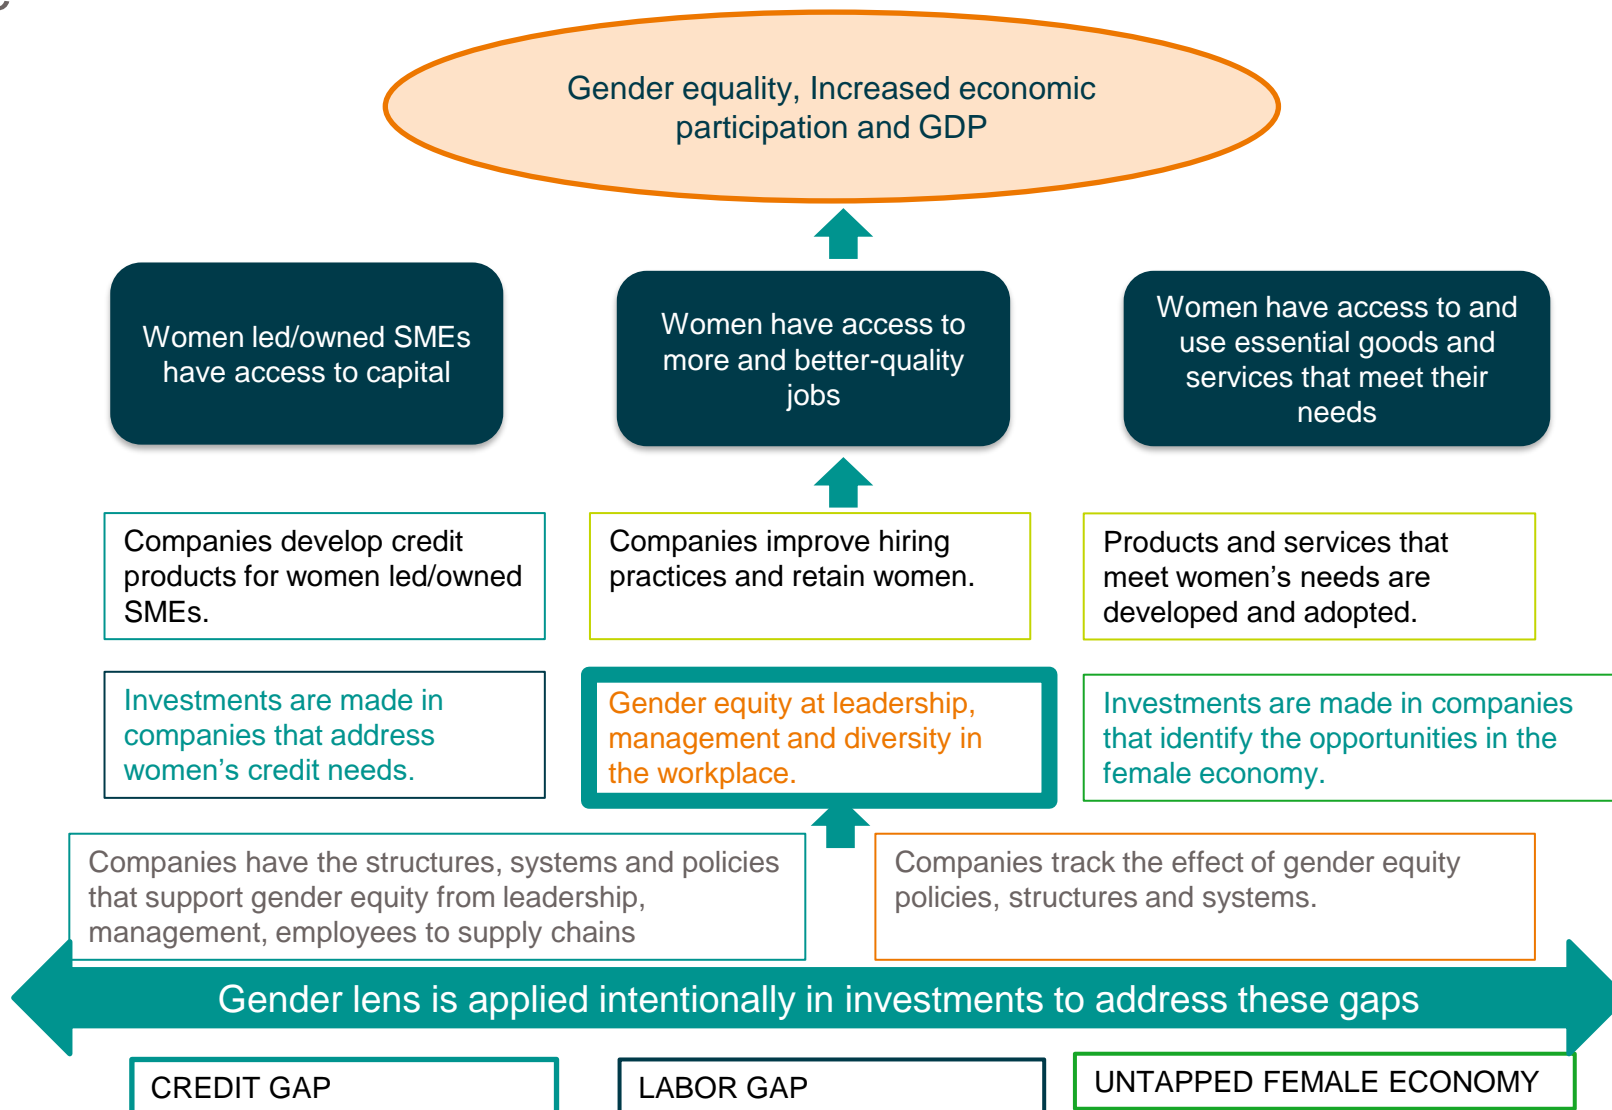 Gender equality, Increased economic
participation and GDP
Women led/owned SMEs
have access to capital
Women have access to
more and better-quality
jobs
Women have access to and
use essential goods and
services that meet their
needs
Companies develop credit
products for women led/owned
SMEs.
Companies improve hiring
practices and retain women.
Products and services that
meet women’s needs are
developed and adopted.
Investments are made in
companies that address
women’s credit needs.
Gender equity at leadership,
management and diversity in
the workplace.
Investments are made in companies
that identify the opportunities in the
female economy.
Companies have the structures, systems and policies
that support gender equity from leadership,
management, employees to supply chains
Companies track the effect of gender equity
policies, structures and systems.
Gender lens is applied intentionally in investments to address these gaps
CREDIT GAP
LABOR GAP
UNTAPPED FEMALE ECONOMY